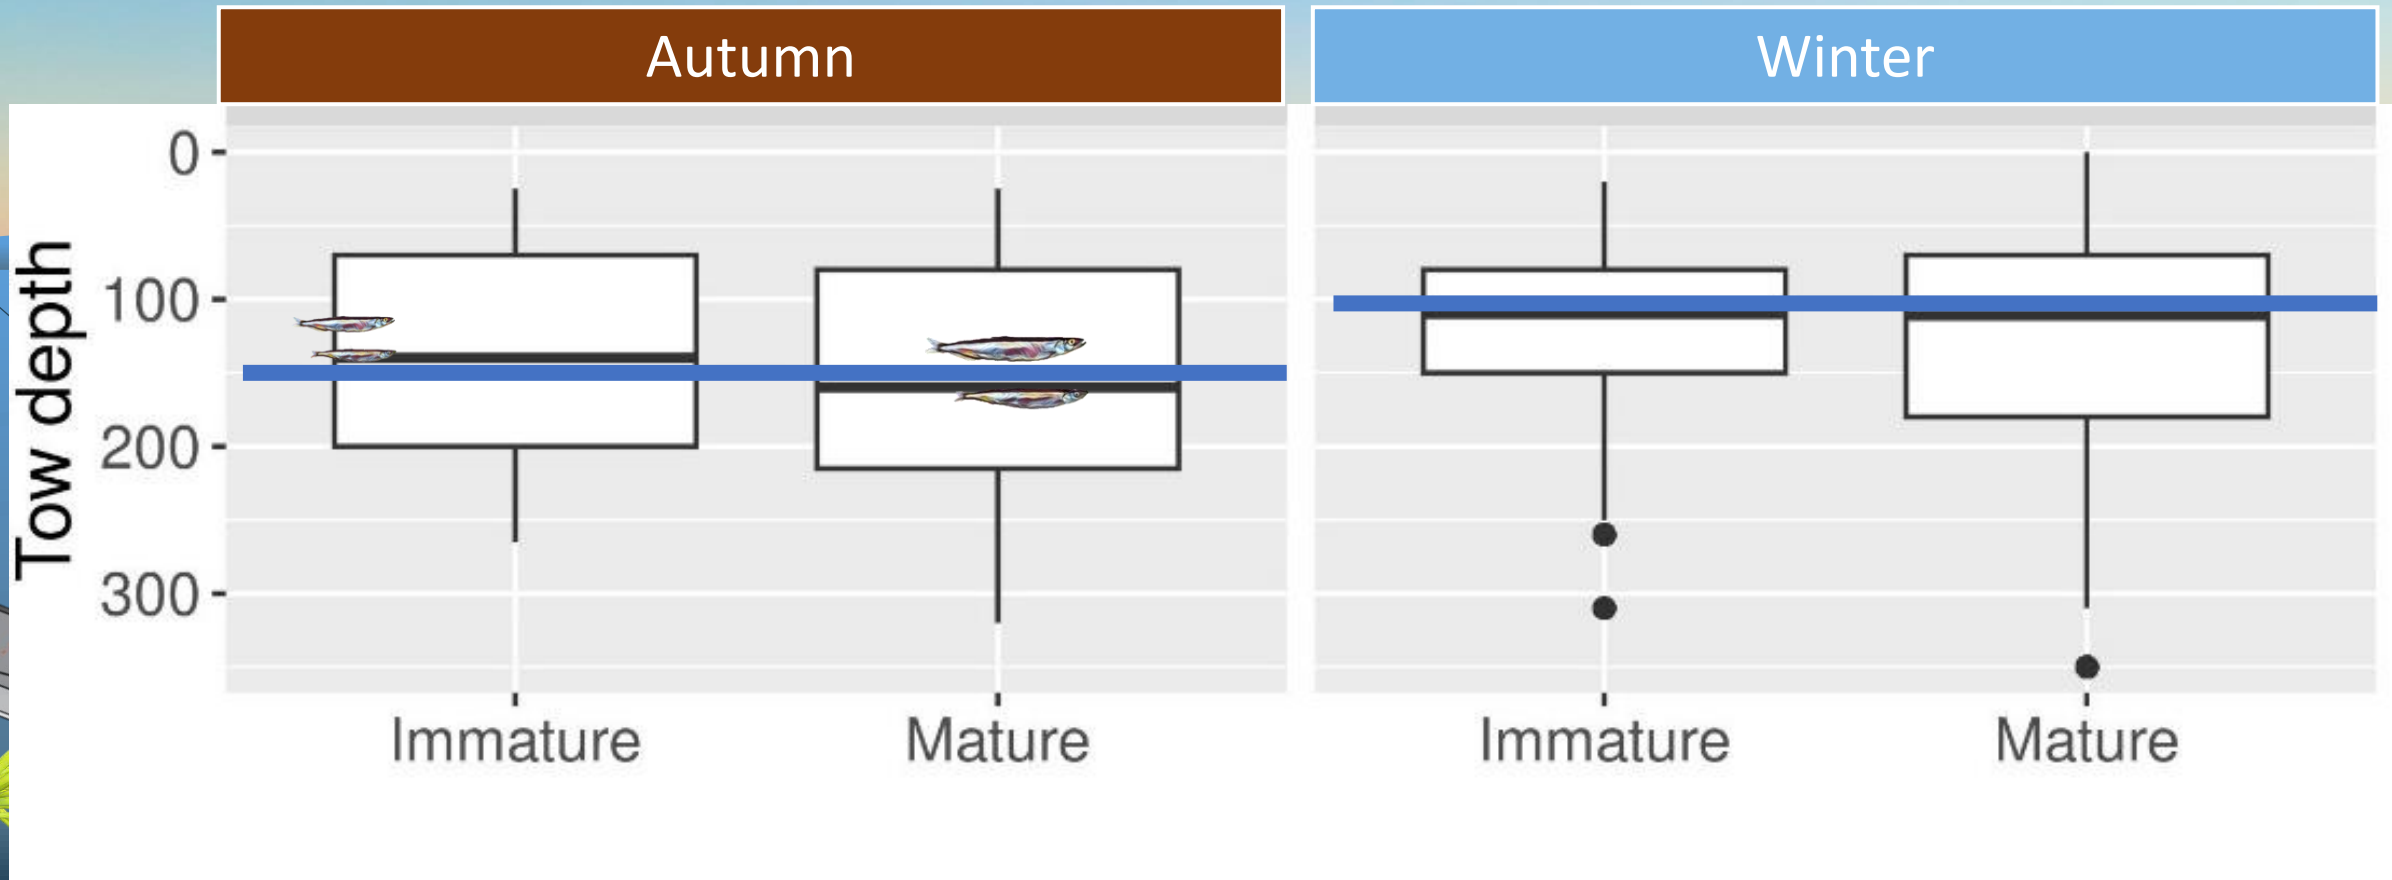 Autumn
Winter
Tow depth
0
100
200
300
Immature
Mature
Immature
Mature